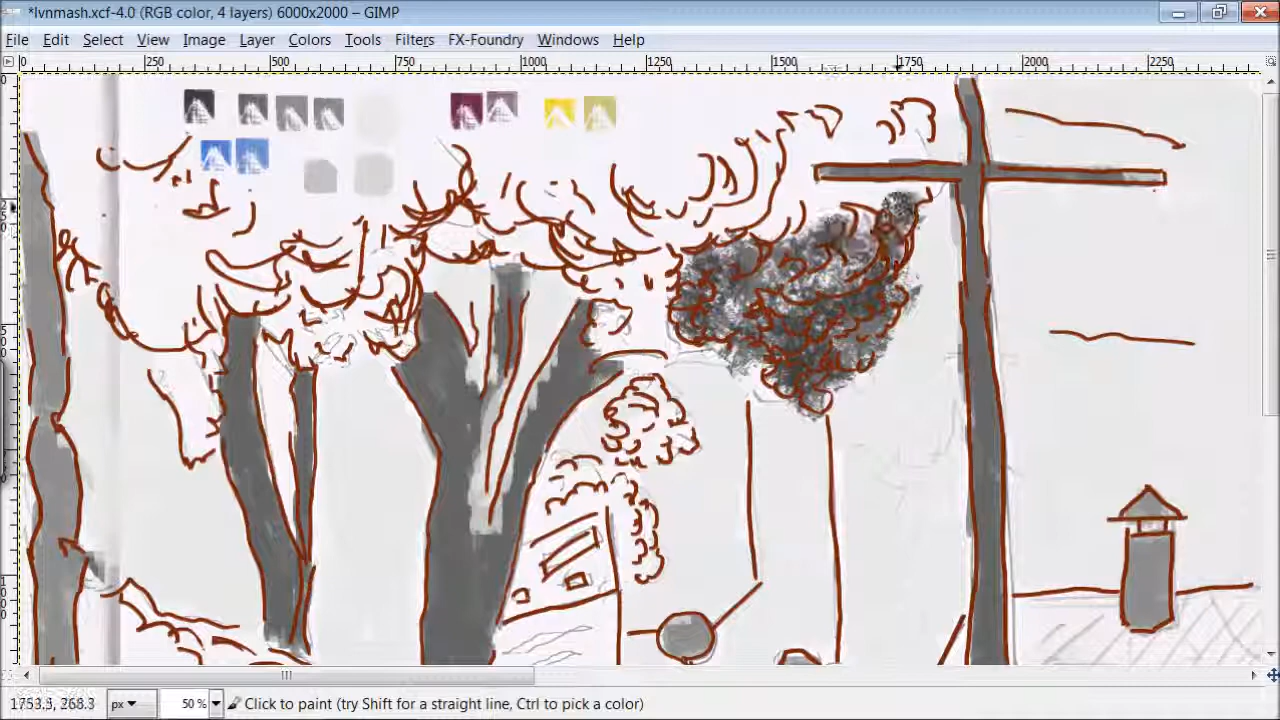 *lvnmash.xcf-4.0 (RGB color, 4 layers) 6000x2000 – GIMP
File Edit Select View Image Layer Colors Tools Filters FX-Foundry Windows Help
0 250 500 750 1000 1250 1500 1750 2000 2250
1753.5, 268.3 px 50 % Click to paint (try Shift for a straight line, Ctrl to pick a color)